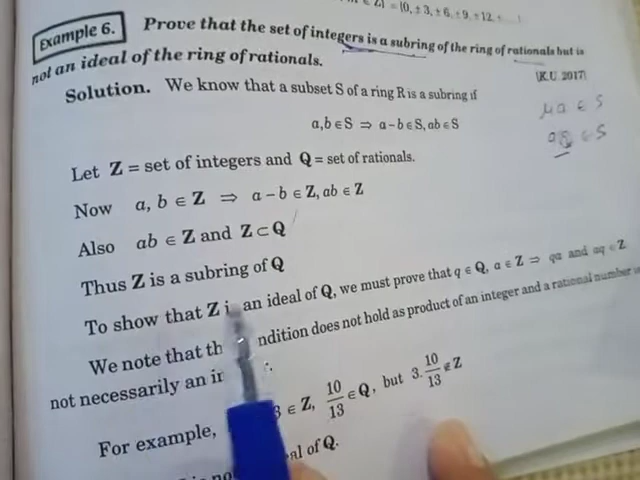 ∈ Z} = {0, ± 3, ± 6, ± 9, ± 12,
Example 6. Prove that the set of integers is a subring of the ring of rationals but is
not an ideal of the ring of rationals.
[K.U. 2017]
Solution. We know that a subset S of a ring R is a subring if
a, b ∈ S ⇒ a – b ∈ S, ab ∈ S
∈ S
∈ S
Let Z = set of integers and Q = set of rationals.
Now a, b ∈ Z ⇒ a – b ∈ Z, ab ∈ Z
Also ab ∈ Z and Z ⊂ Q
Thus Z is a subring of Q
To show that Z an ideal of Q, we must prove that q ∈ Q, a ∈ Z ⇒ qa and aq ∈ Z
We note that ndition does not hold as product of an integer and a rational number
not necessarily an
For example, 3 ∈ Z, 10/13 ∈ Q, but 3. 10/13 ∉ Z
al of Q.